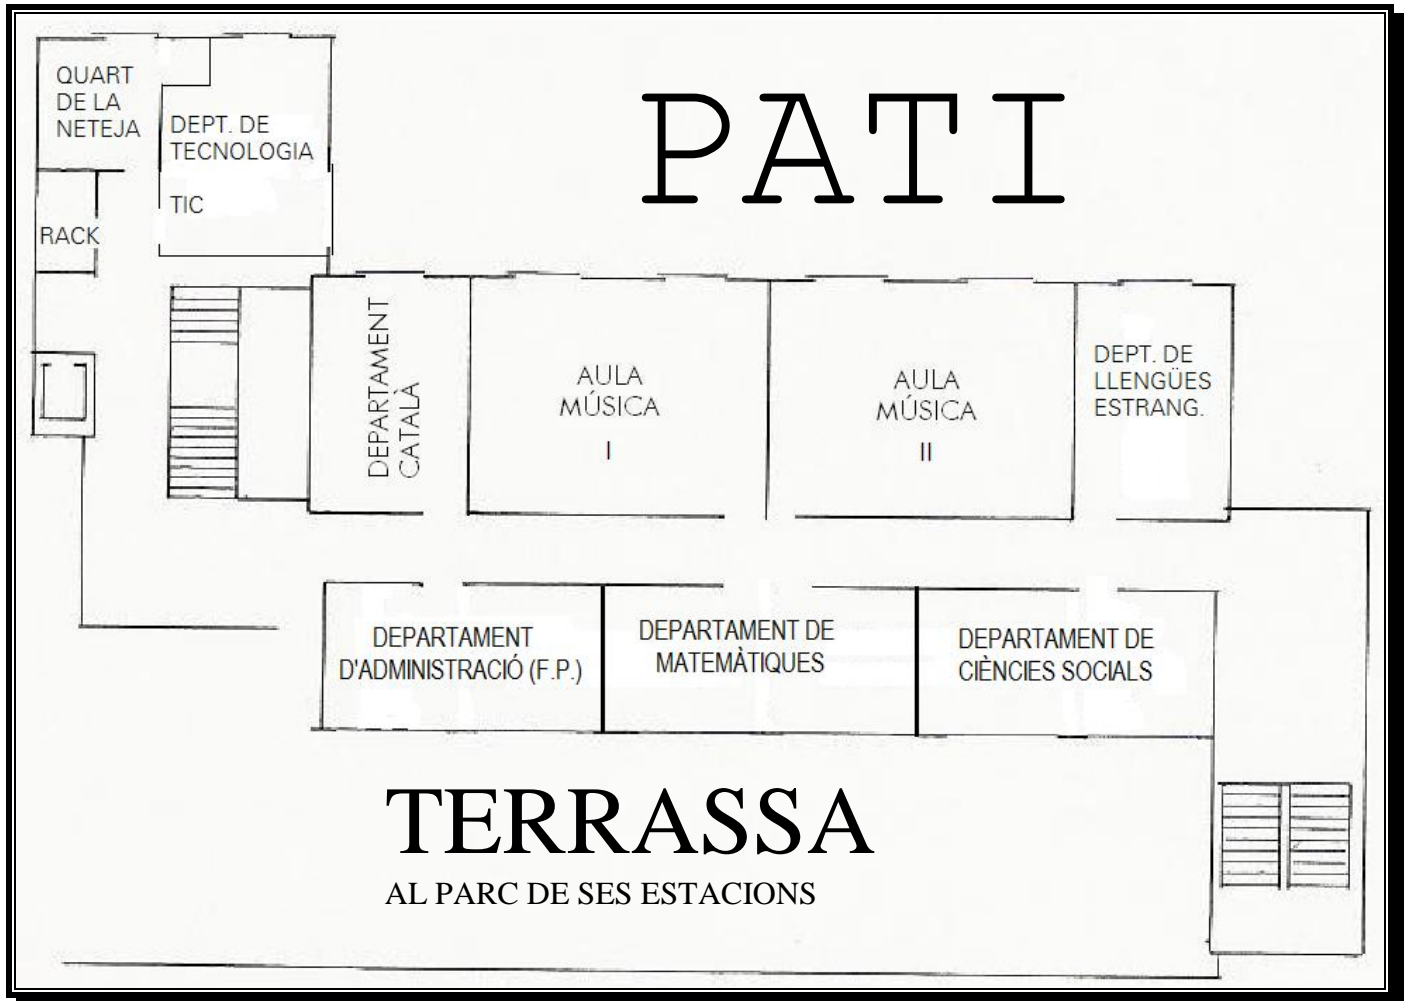 QUART
DE LA
NETEJA
DEPT. DE
TECNOLOGIA
TIC
RACK
PATI
DEPARTAMENT
CATALÀ
AULA
MÚSICA
I
AULA
MÚSICA
II
DEPT. DE
LLENGÜES
ESTRANG.
DEPARTAMENT
D'ADMINISTRACIÓ (F.P.)
DEPARTAMENT DE
MATEMÀTIQUES
DEPARTAMENT DE
CIÈNCIES SOCIALS
TERRASSA
AL PARC DE SES ESTACIONS